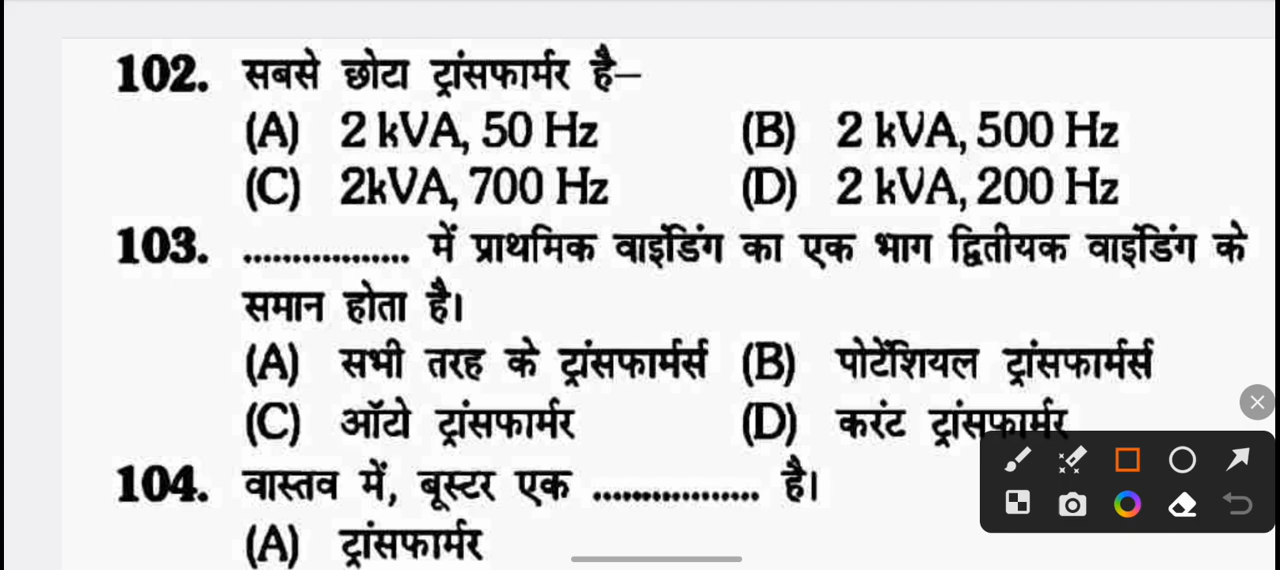 102. सबसे छोटा ट्रांसफार्मर है–
(A) 2 kVA, 50 Hz (B) 2 kVA, 500 Hz
(C) 2kVA, 700 Hz (D) 2 kVA, 200 Hz
103. ................. में प्राथमिक वाइंडिंग का एक भाग द्वितीयक वाइंडिंग के
समान होता है।
(A) सभी तरह के ट्रांसफार्मर्स (B) पोटेंशियल ट्रांसफार्मर्स
(C) ऑटो ट्रांसफार्मर (D) करंट ट्रांसफार्मर
104. वास्तव में, बूस्टर एक ................. है।
(A) ट्रांसफार्मर